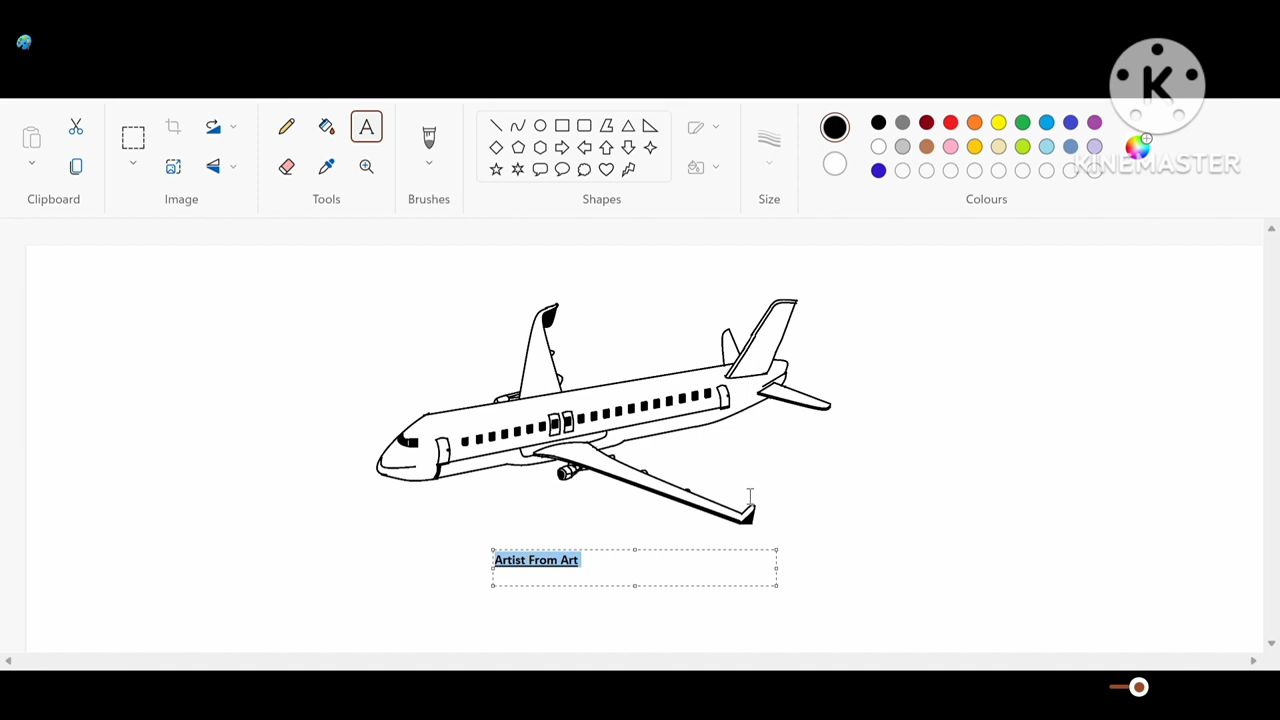 K
KINEMASTER
A
Clipboard
Image
Tools
Brushes
Shapes
Size
Colours
Artist From Art